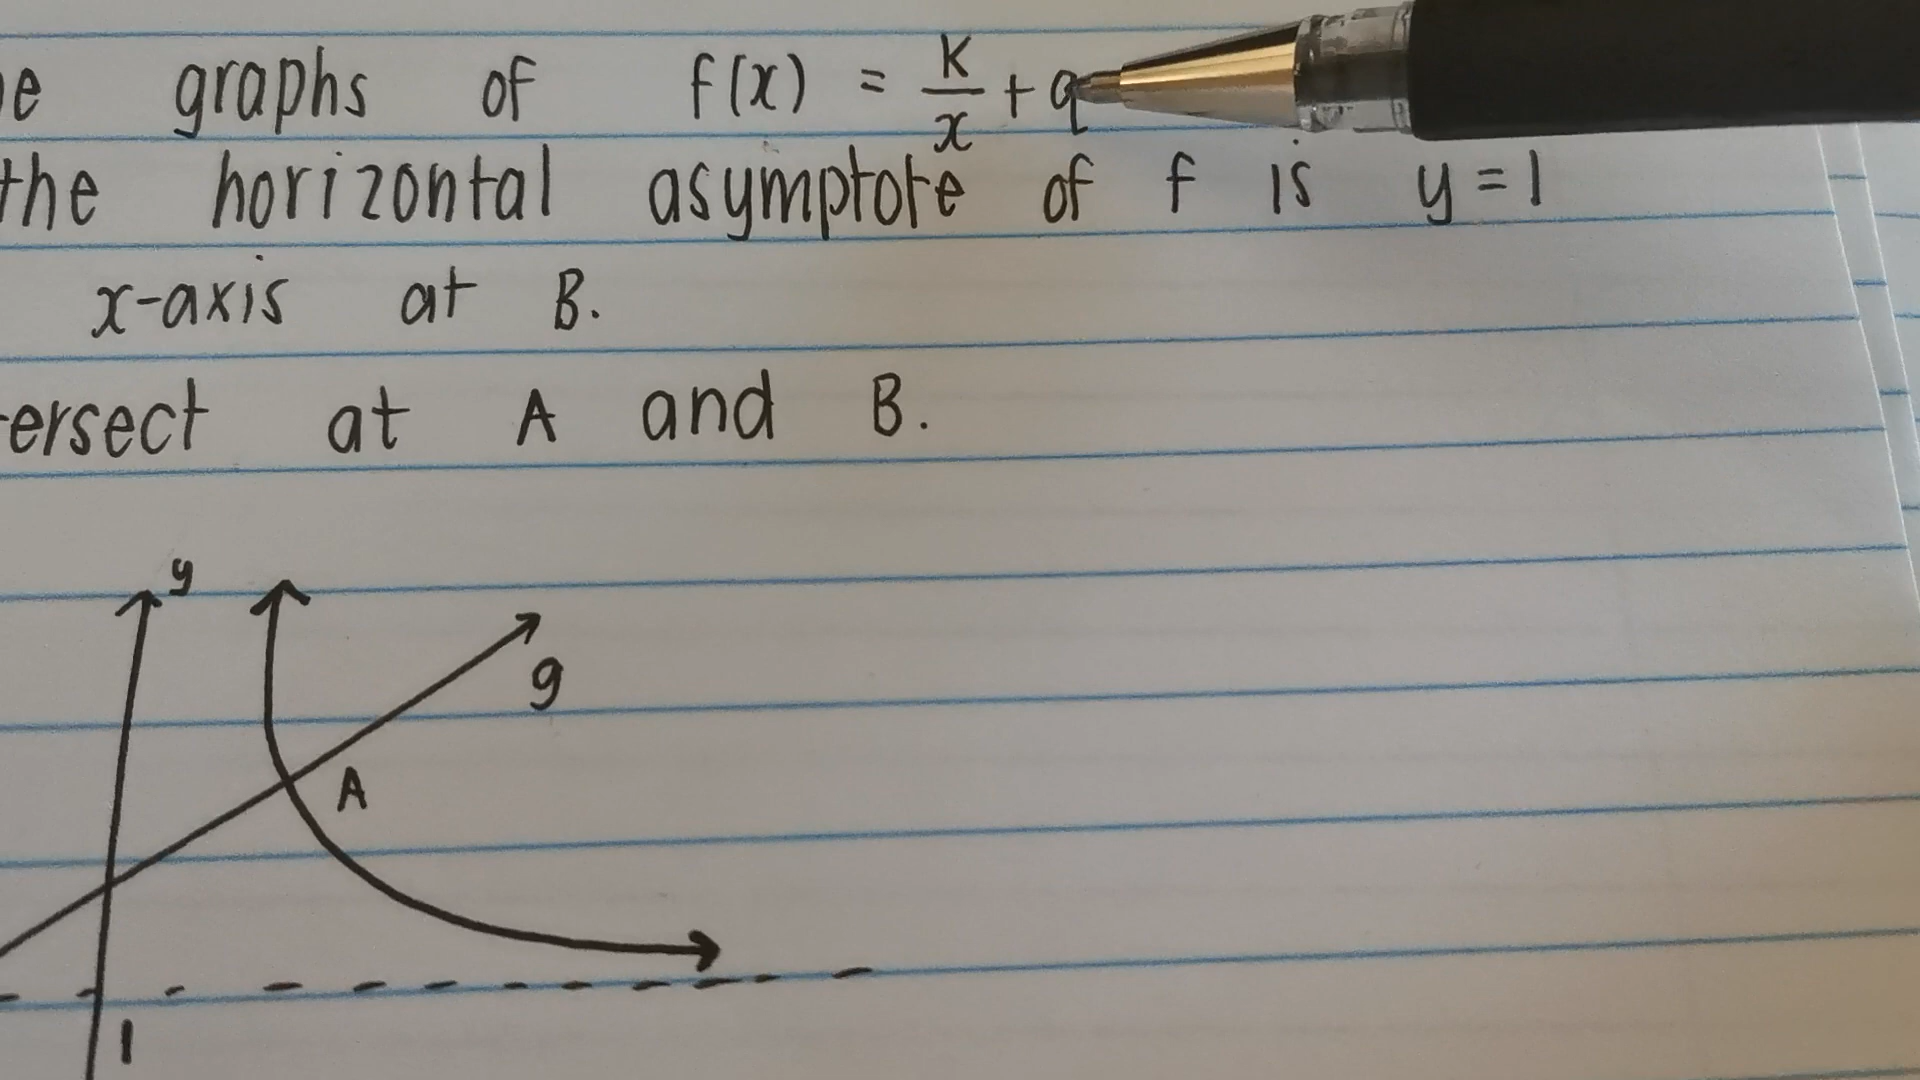 graphs of f(x) = k/x + q
the horizontal asymptote of f is y = 1
x-axis at B.
ersect at A and B.
y
g
A
1